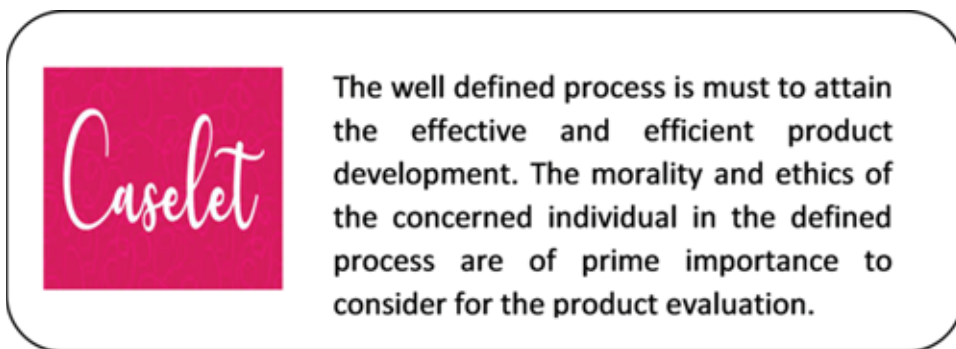 Caselet
The well defined process is must to attain
the effective and efficient product
development. The morality and ethics of
the concerned individual in the defined
process are of prime importance to
consider for the product evaluation.